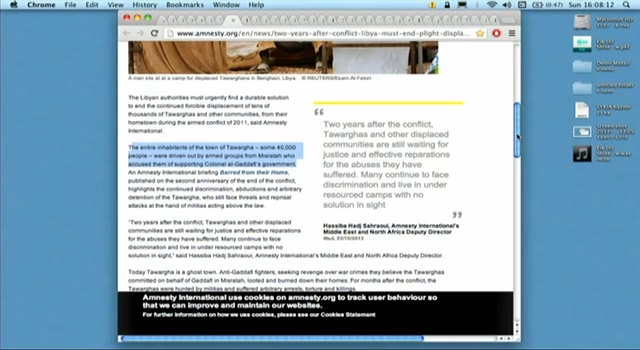 Chrome File Edit View History Bookmarks Window Help
(0:47) Sun 16:08:12
www.amnesty.org/en/news/two-years-after-conflict-libya-must-end-plight-displa...
A man sits at a camp for displaced Tawarghans in Benghazi, Libya. © REUTERS/Esam Al-Fetori
The Libyan authorities must urgently find a durable solution
to end the continued forcible displacement of tens of
thousands of Tawarghas and other communities, from their
hometown during the armed conflict of 2011, said Amnesty
International.
The entire inhabitants of the town of Tawargha – some 40,000
people – were driven out by armed groups from Misratah who
accused them of supporting Colonel al-Gaddafi's government.
An Amnesty International briefing Barred from their Home,
published on the second anniversary of the end of the conflict,
highlights the continued discrimination, abductions and arbitrary
detention of the Tawargha, who still face threats and reprisal
attacks at the hand of militias acting above the law.
“Two years after the conflict, Tawarghas and other displaced
communities are still waiting for justice and effective reparations
for the abuses they have suffered. Many continue to face
discrimination and live in under resourced camps with no
solution in sight,” said Hassiba Hadj Sahraoui, Amnesty International's Middle East and North Africa Deputy Director.
Today Tawargha is a ghost town. Anti-Gaddafi fighters, seeking revenge over war crimes they believe the Tawarghas
committed on behalf of Gaddafi in Misratah, looted and burned down their homes. For months after the conflict, the
Tawarghas were hunted by militias and suffered arbitrary arrests, torture and killings.
“
Two years after the conflict,
Tawarghas and other displaced
communities are still waiting for
justice and effective reparations
for the abuses they have
suffered. Many continue to face
discrimination and live in under
resourced camps with no
solution in sight
”
Hassiba Hadj Sahraoui, Amnesty International's
Middle East and North Africa Deputy Director
Wed, 23/10/2013
Amnesty International use cookies on amnesty.org to track user behaviour so
that we can improve and maintain our websites.
For further information on how we use cookies, please see our Cookies Statement